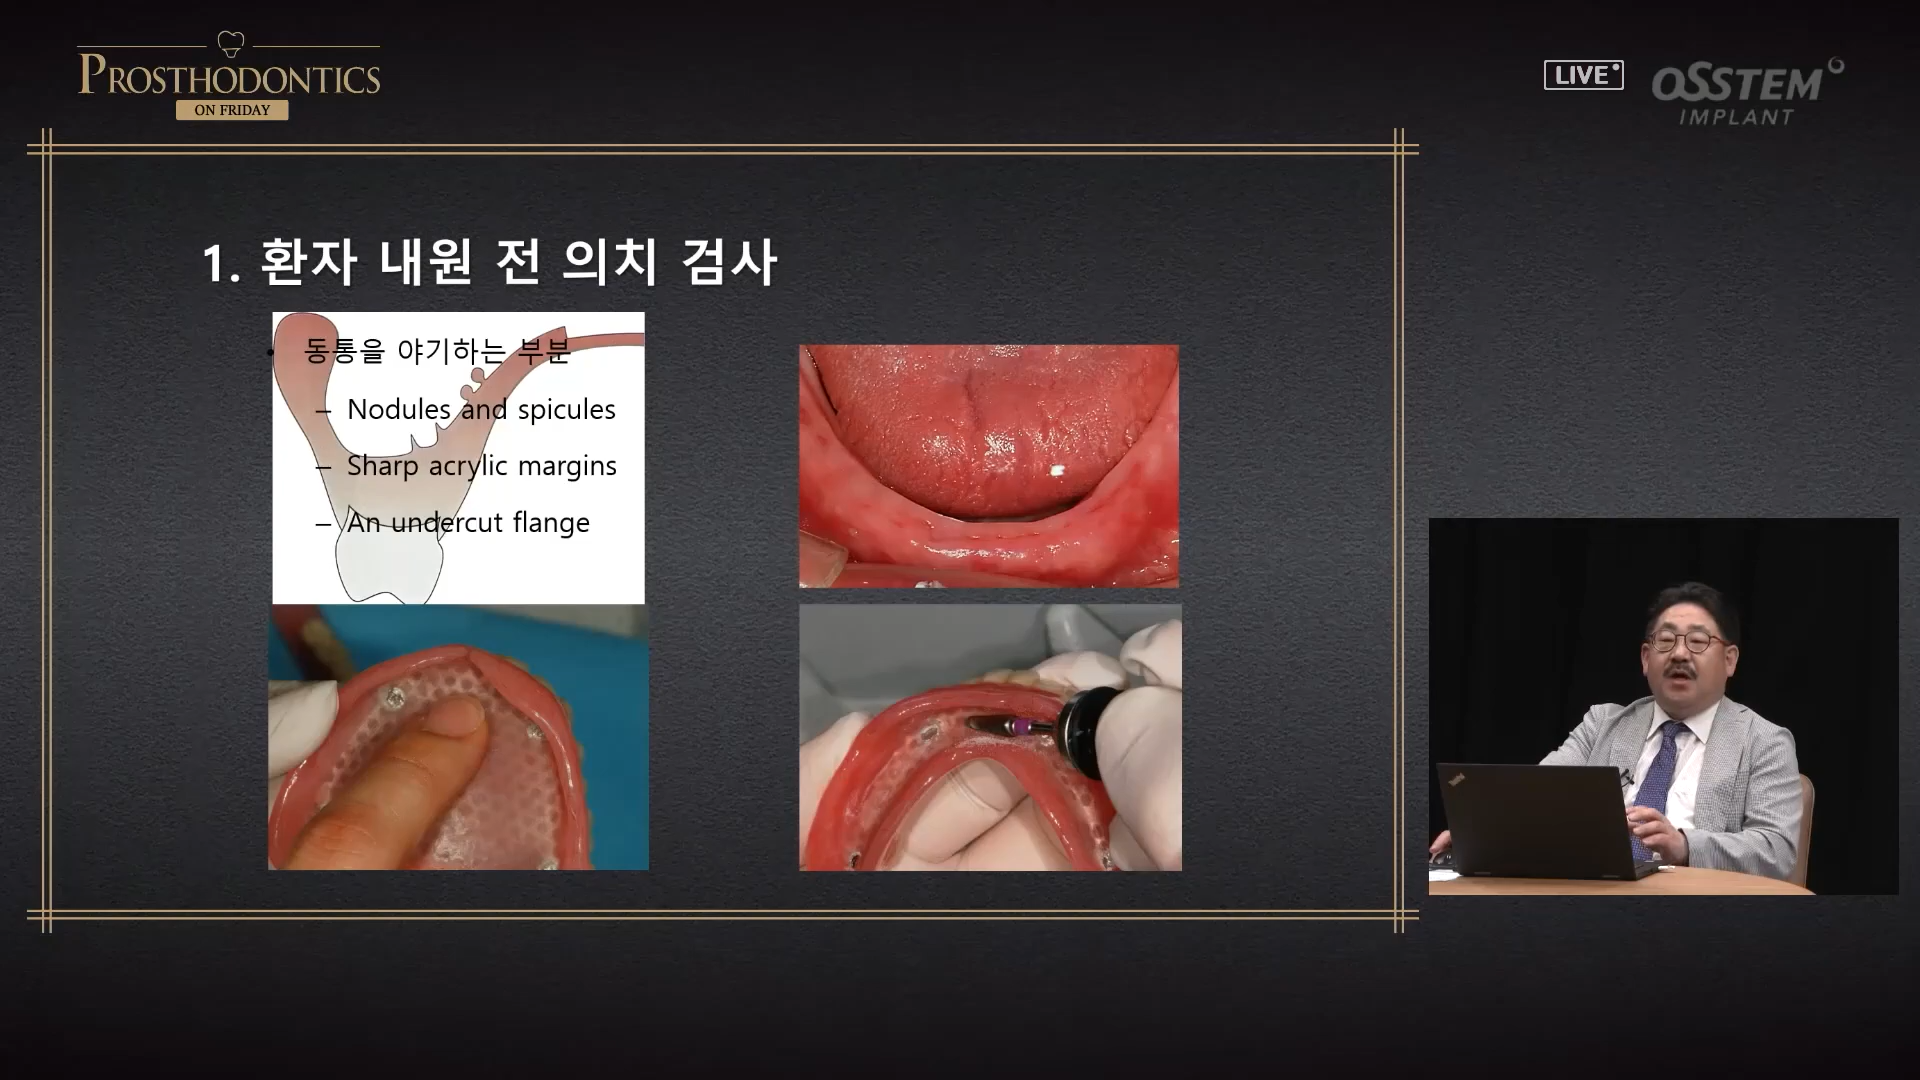 PROSTHODONTICS
ON FRIDAY
LIVE
OSSTEM
IMPLANT
1. 환자 내원 전 의치 검사
• 동통을 야기하는 부분
– Nodules and spicules
– Sharp acrylic margins
– An undercut flange